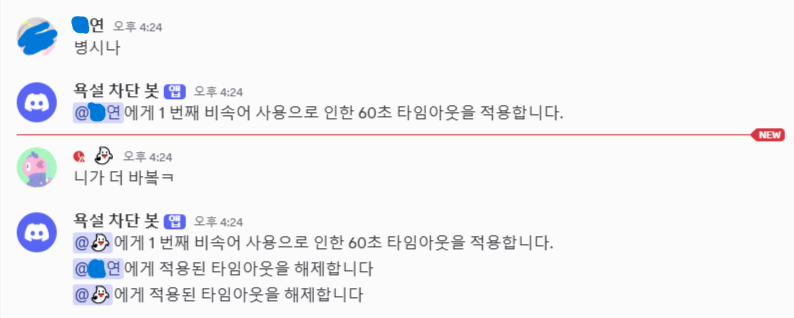 연 오후 4:24
병시나
욕설 차단 봇 앱 오후 4:24
@연에게 1 번째 비속어 사용으로 인한 60초 타임아웃을 적용합니다.
NEW
오후 4:24
니가 더 바보ㅋ
욕설 차단 봇 앱 오후 4:24
@에게 1 번째 비속어 사용으로 인한 60초 타임아웃을 적용합니다.
@연에게 적용된 타임아웃을 해제합니다
@에게 적용된 타임아웃을 해제합니다